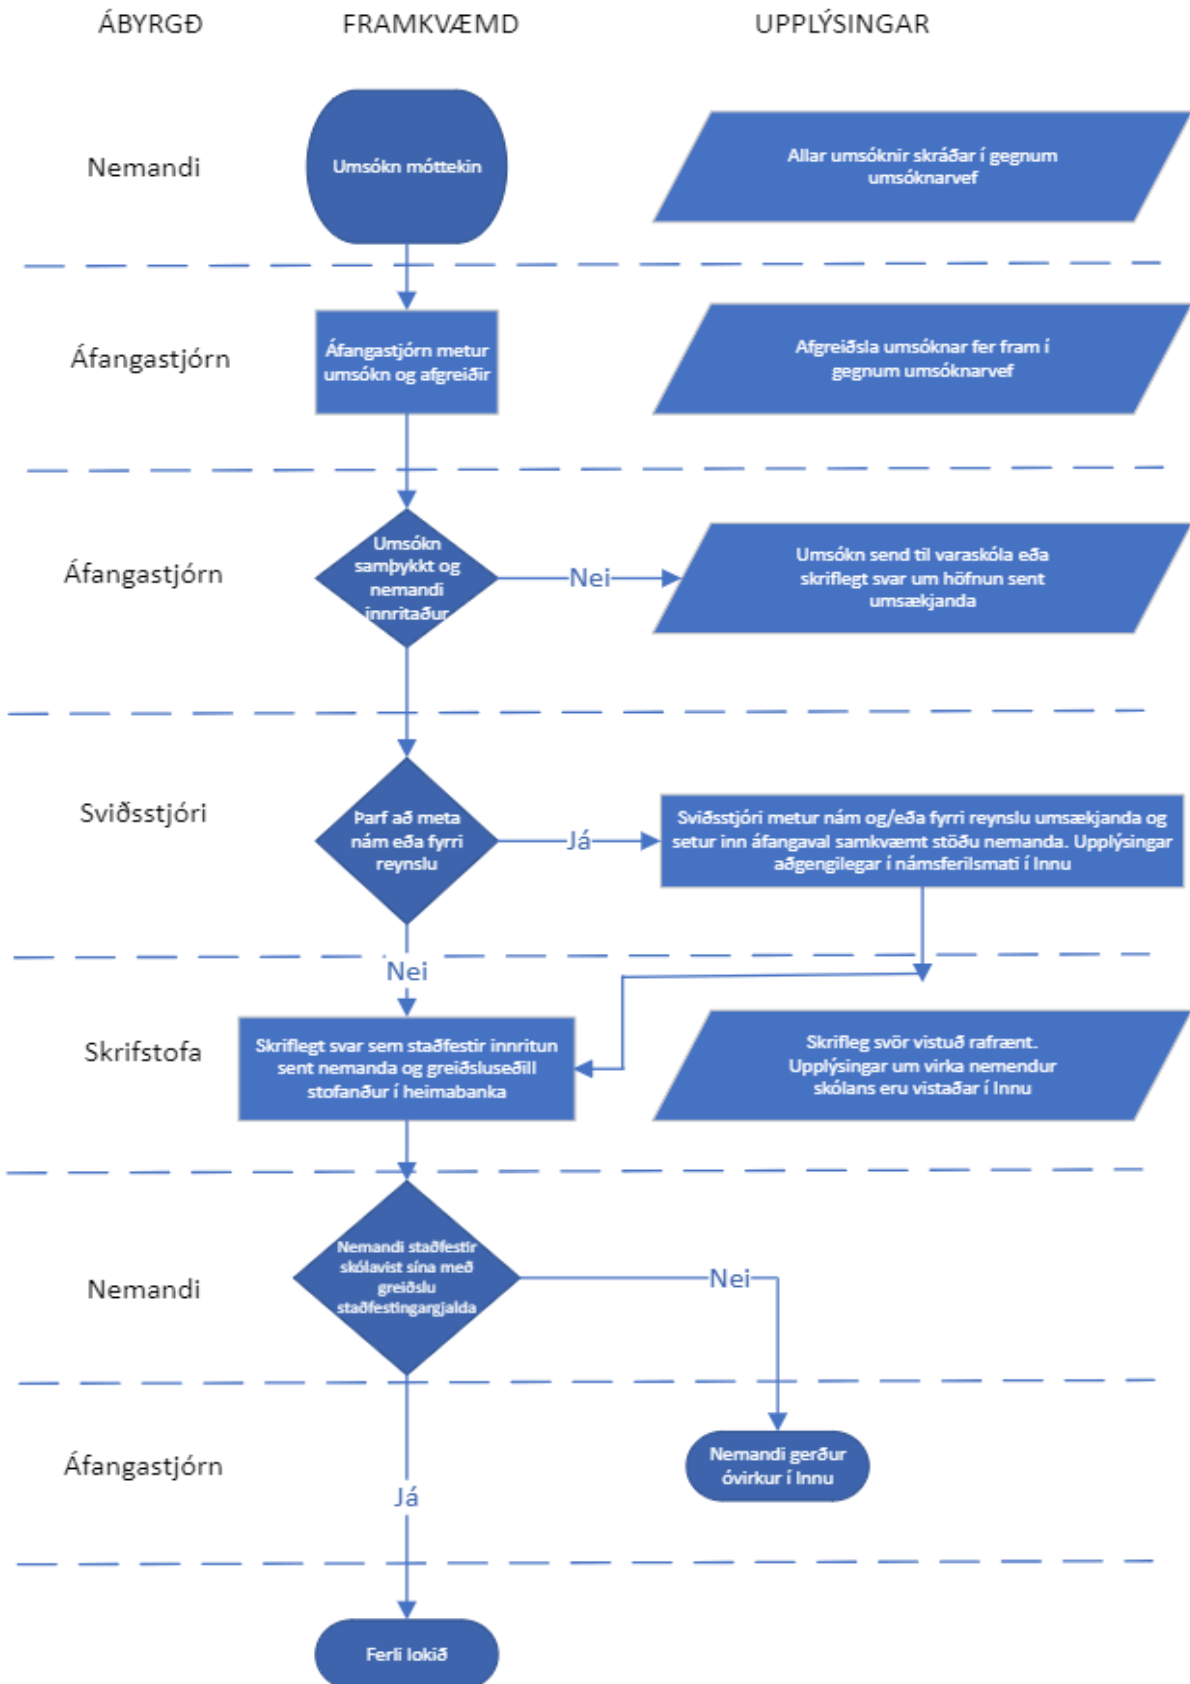 ÁBYRGÐ
FRAMKVÆMD
UPPLÝSINGAR
Nemandi
Umsókn móttekin
Allar umsóknir skráðar í gegnum
umsóknarvef
Áfangastjórn
Áfangastjórn metur
umsókn og afgreiðir
Afgreiðsla umsóknar fer fram í
gegnum umsóknarvef
Áfangastjórn
Umsókn
samþykkt og
nemandi
innritaður
Nei
Umsókn send til varaskóla eða
skriflegt svar um höfnun sent
umsækjanda
Sviðsstjóri
Þarf að meta
nám eða fyrri
reynslu
Já
Sviðsstjóri metur nám og/eða fyrri reynslu umsækjanda og
setur inn áfangaval samkvæmt stöðu nemanda. Upplýsingar
aðgengilegar í námsferilsmati í Innu
Nei
Skrifstofa
Skriflegt svar sem staðfestir innritun
sent nemanda og greiðsluseðill
stofanður í heimabanka
Skrifleg svör vistuð rafrænt.
Upplýsingar um virka nemendur
skólans eru vistaðar í Innu
Nemandi
Nemandi staðfestir
skólavist sína með
greiðslu
staðfestingargjalda
Nei
Áfangastjórn
Nemandi gerður
óvirkur í Innu
Já
Ferli lokið